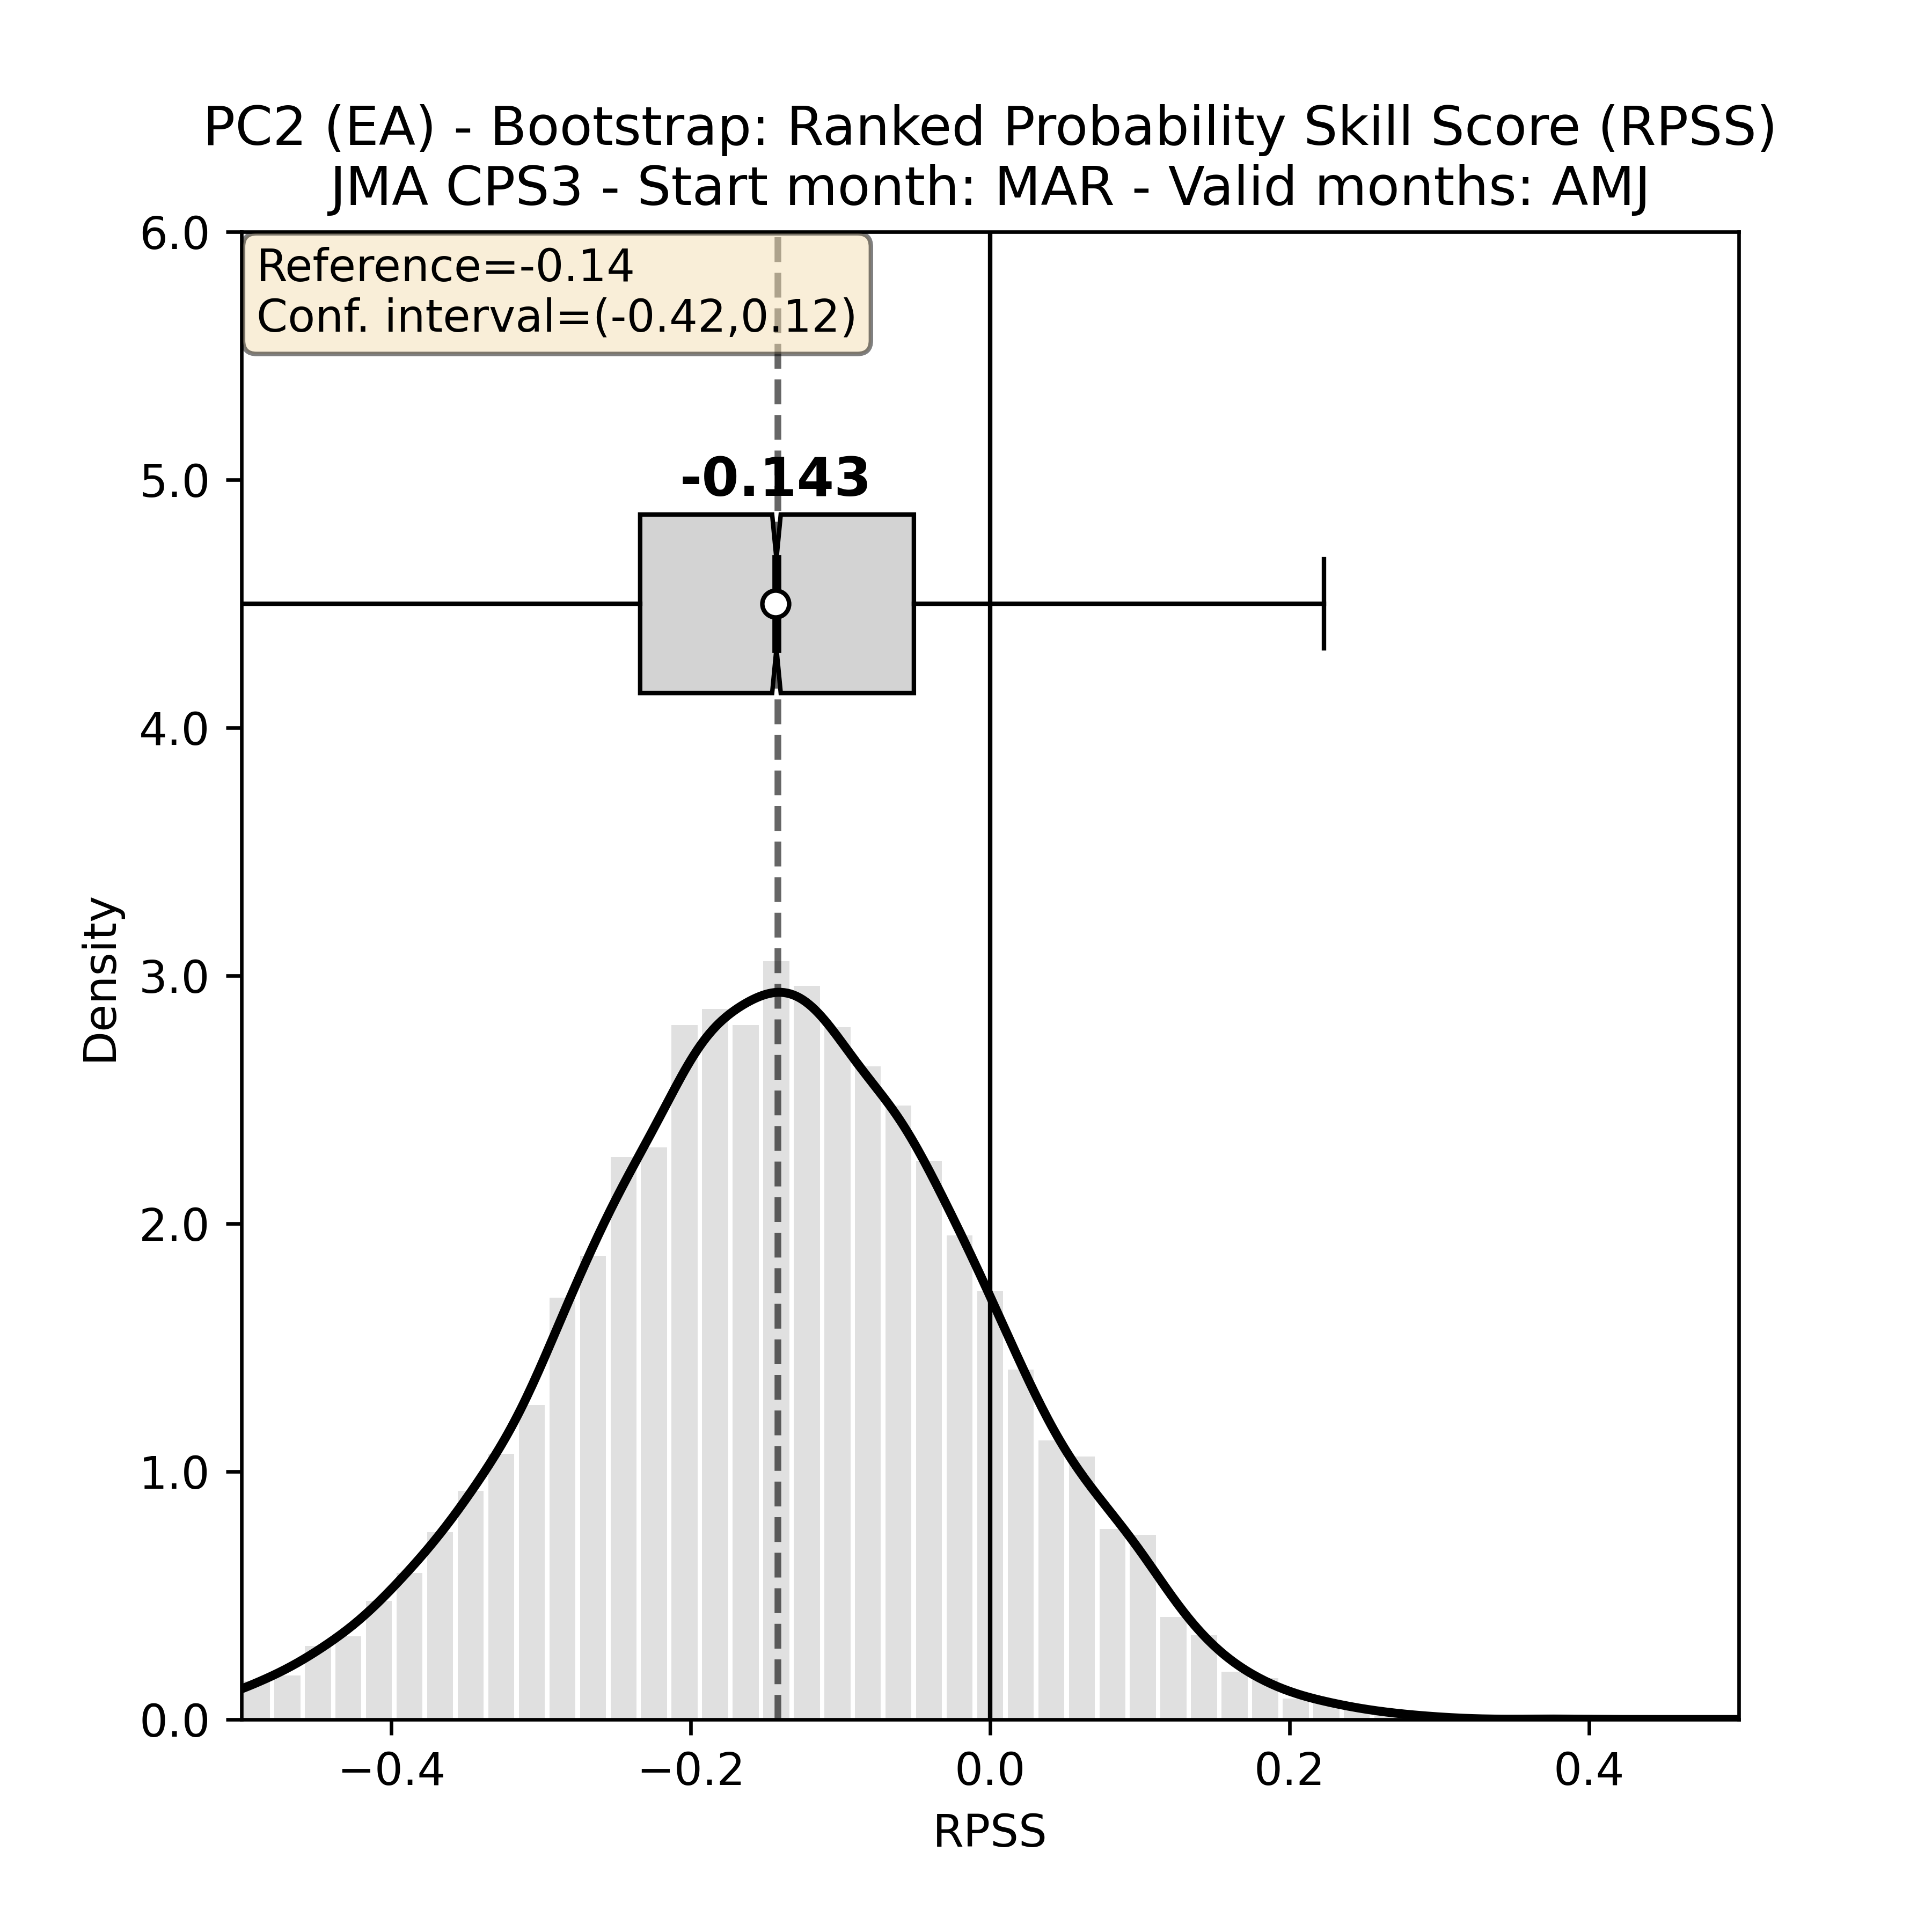 PC2 (EA) - Bootstrap: Ranked Probability Skill Score (RPSS)
JMA CPS3 - Start month: MAR - Valid months: AMJ
Reference=-0.14
Conf. interval=(-0.42,0.12)
-0.143
Density
6.0
5.0
4.0
3.0
2.0
1.0
0.0
−0.4
−0.2
0.0
0.2
0.4
RPSS